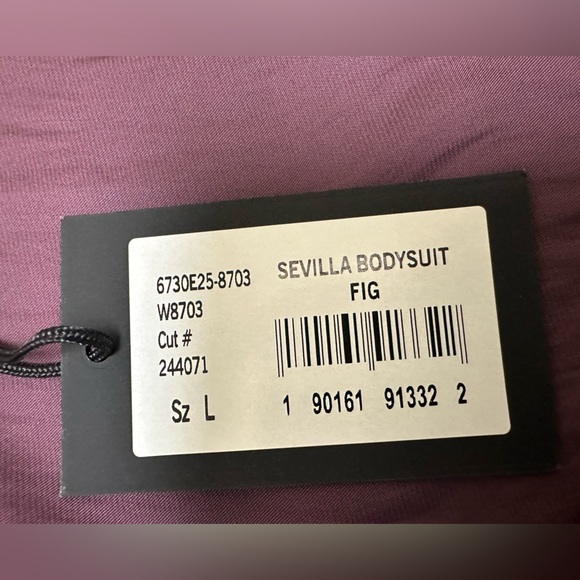 6730E25-8703
W8703
Cut #
244071
Sz L
SEVILLA BODYSUIT
FIG
1 90161 91332 2